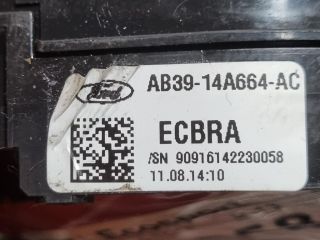 Ford
AB39-14A664-AC
ECBRA
/SN 90916142230058
11.08.14:10